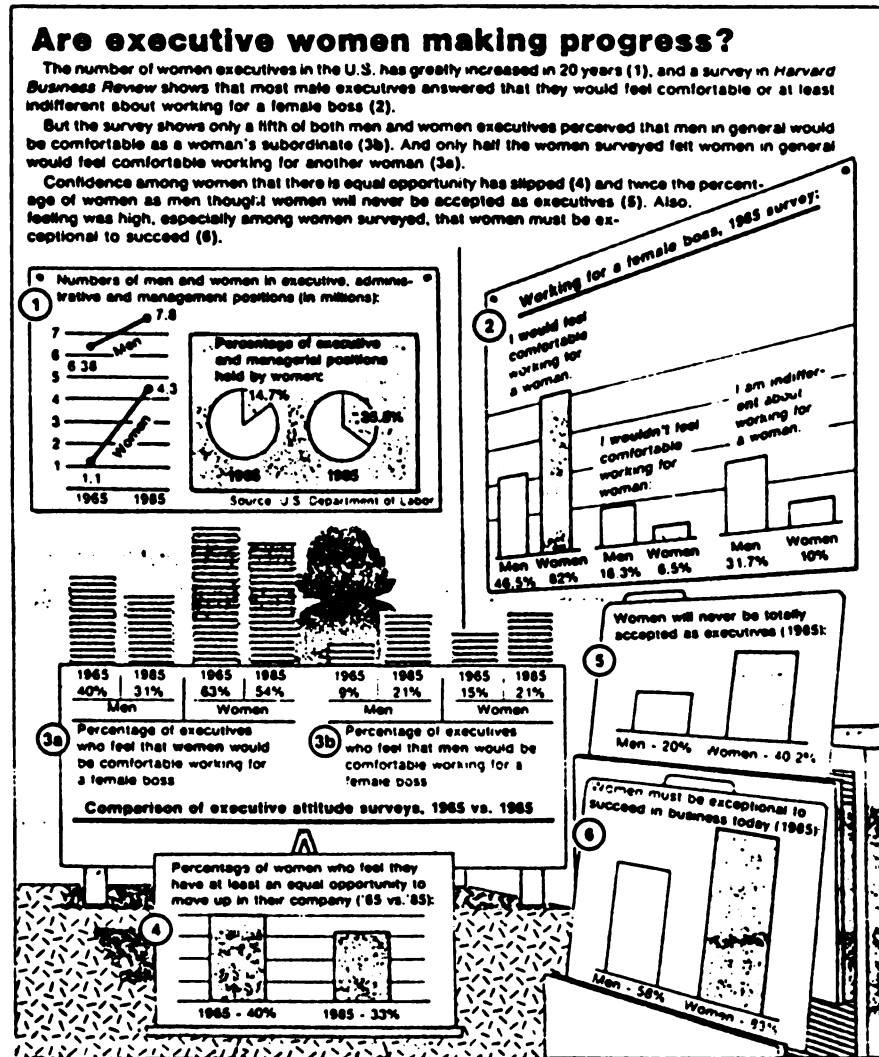 Are executive women making progress?
The number of women executives in the U.S. has greatly increased in 20 years (1), and a survey in Harvard
Business Review shows that most male executives answered that they would feel comfortable or at least
indifferent about working for a female boss (2).
But the survey shows only a fifth of both men and women executives perceived that men in general would
be comfortable as a woman's subordinate (3b). And only half the women surveyed felt women in general
would feel comfortable working for another woman (3a).
Confidence among women that there is equal opportunity has slipped (4) and twice the percent-
age of women as men thought women will never be accepted as executives (5). Also,
feeling was high, especially among women surveyed, that women must be ex-
ceptional to succeed (6).
1
Numbers of men and women in executive, adminis-
trative and management positions (in millions):
7.8
7
Men
6
6.38
5
4.3
4
3
Women
2
1
1.1
1965 1985
Percentage of executive
and managerial positions
held by women:
14.7%
1965 1985
Source: U.S. Department of Labor
2
Working for a female boss, 1985 survey:
I would feel
comfortable
working for
a woman.
I wouldn't feel
comfortable
working for
woman:
I am indiffer-
ent about
working for
a woman.
Men Women Men Women Men Women
46.5% 82% 16.3% 6.5% 31.7% 10%
1965 1985 1965 1985 1965 1985 1965 1985
40% 31% 63% 54% 9% 21% 15% 21%
Men Women Men Women
3a
Percentage of executives
who feel that women would
be comfortable working for
a female boss
3b
Percentage of executives
who feel that men would be
comfortable working for a
female boss
Comparison of executive attitude surveys, 1965 vs. 1985
4
Percentage of women who feel they
have at least an equal opportunity to
move up in their company ('65 vs.'85):
1965 - 40% 1985 - 33%
5
Women will never be totally
accepted as executives (1985):
Men - 20% Women - 40.2%
6
Women must be exceptional to
succeed in business today (1985):
Men - 58% Women -